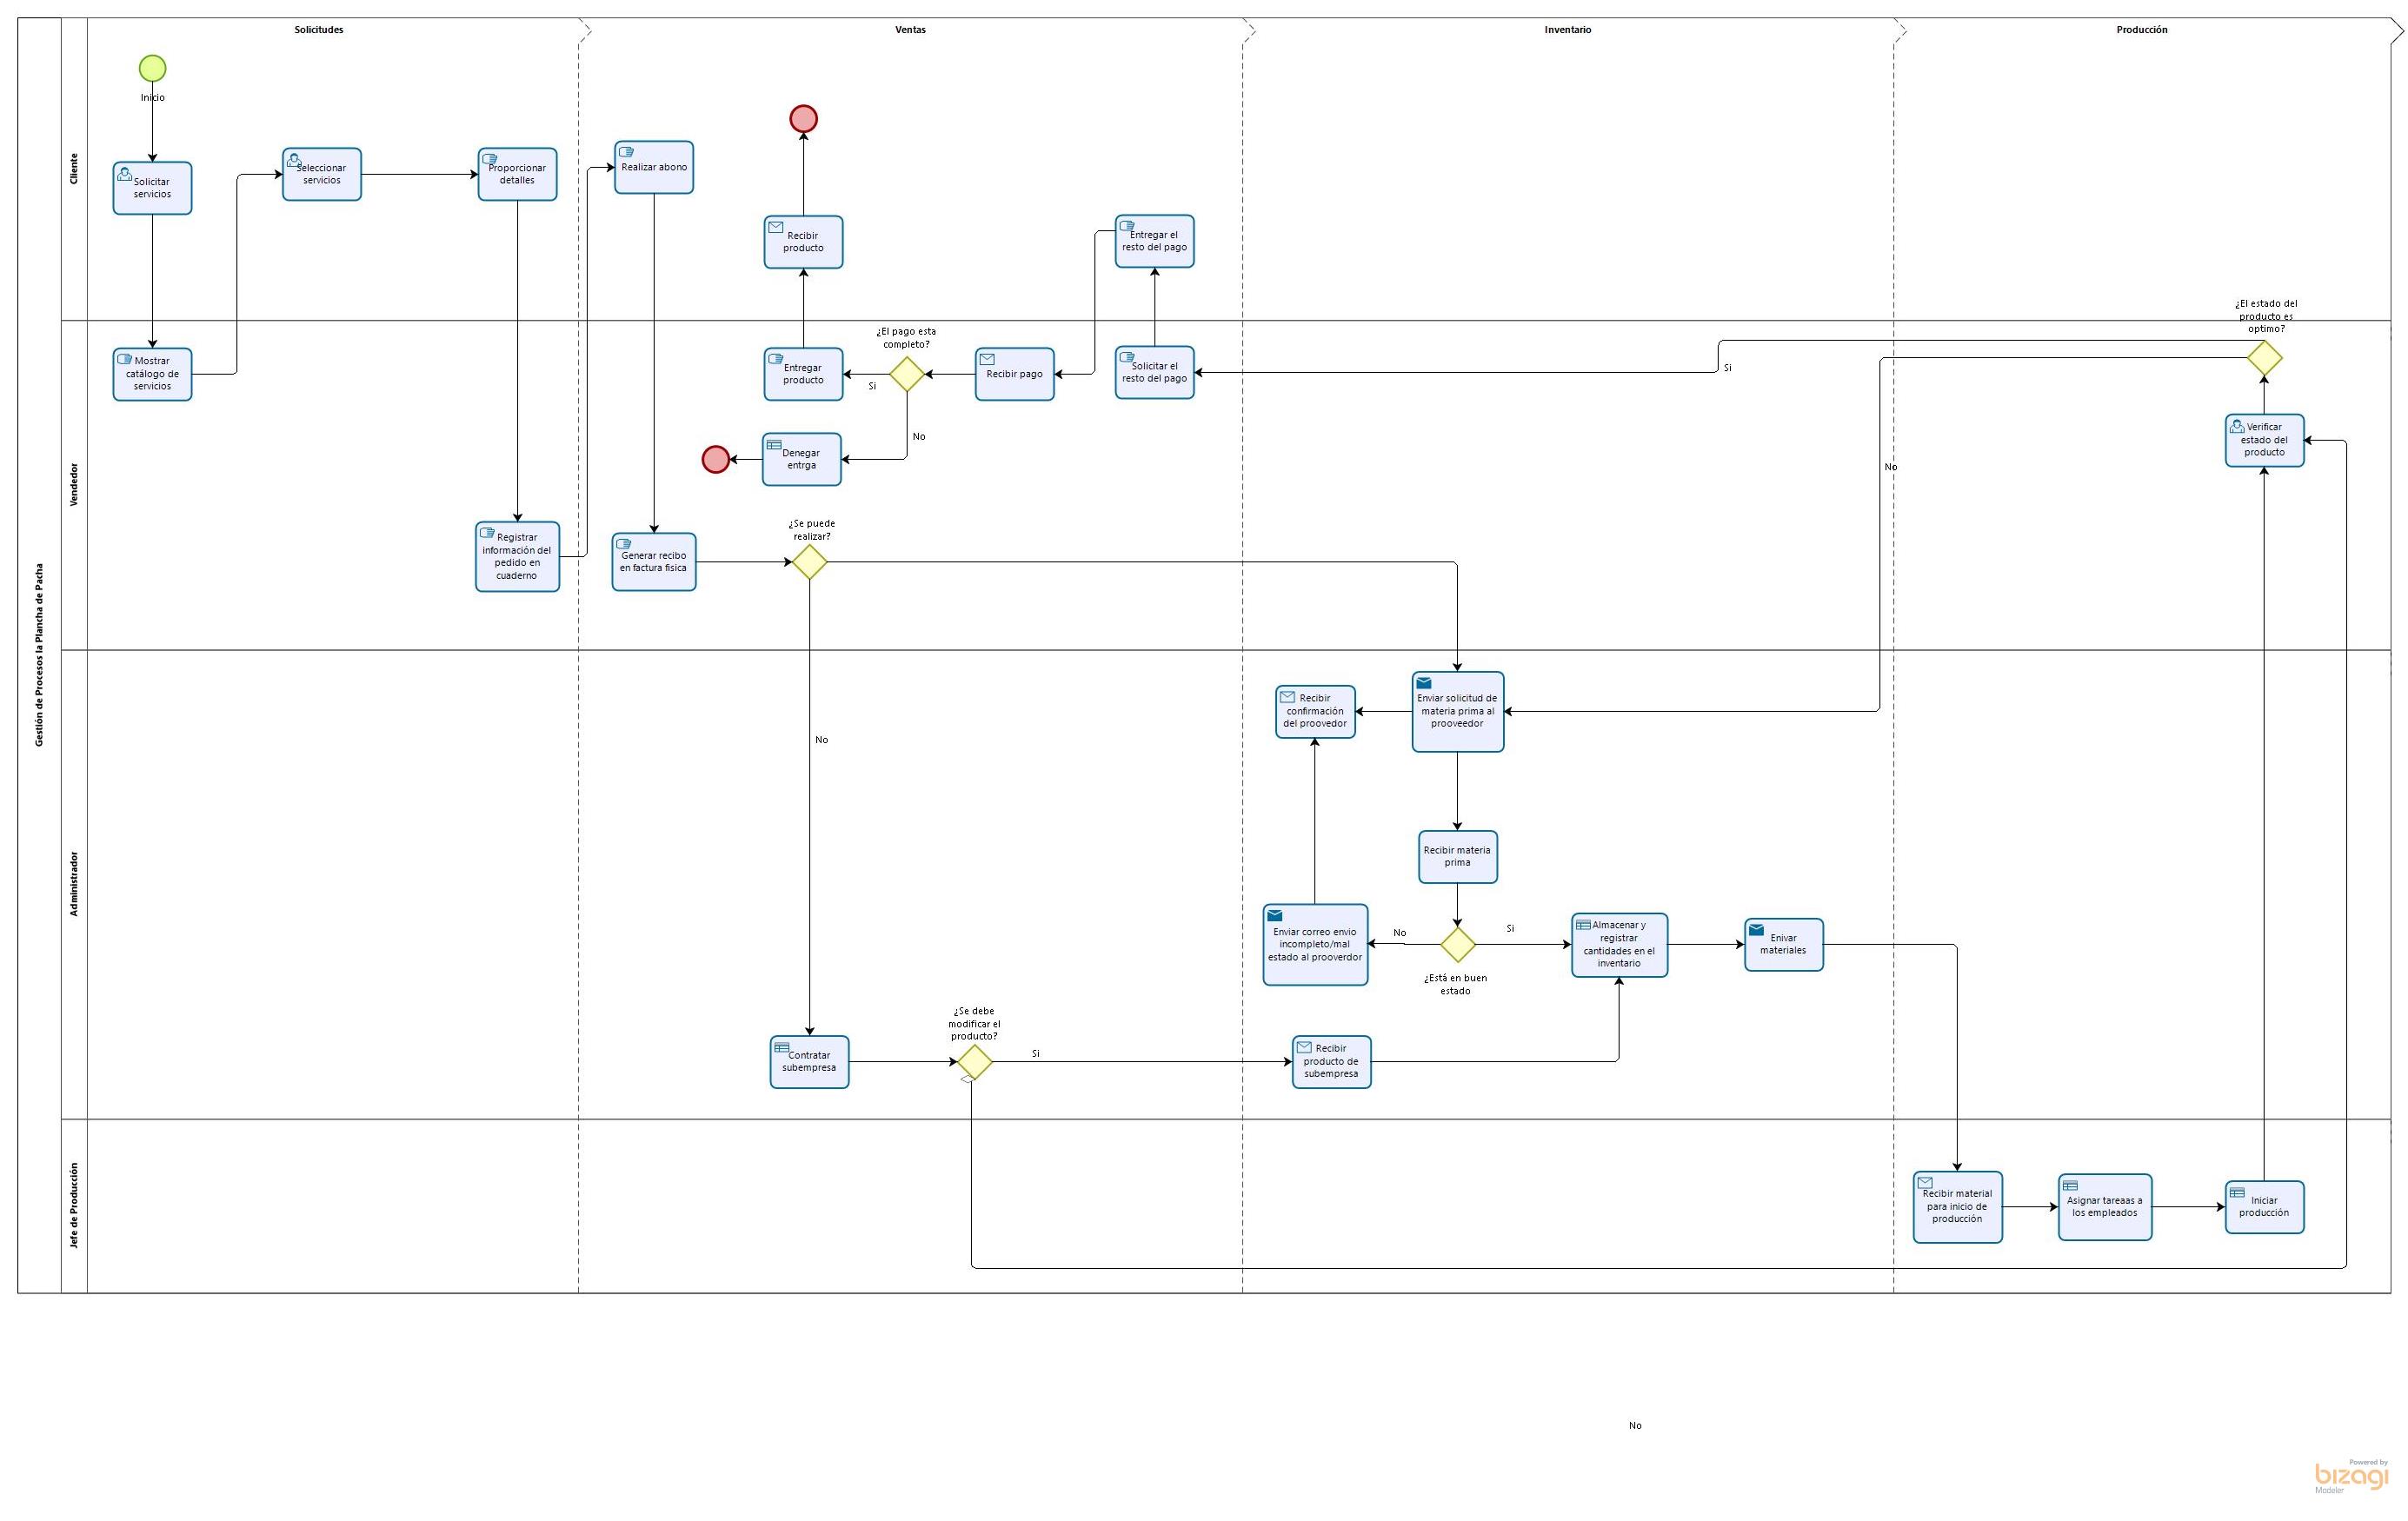 Solicitudes
Ventas
Inventario
Producción
Gestión de Procesos la Plancha de Pacha
Cliente
Inicio
Solicitar
servicios
Seleccionar
servicios
Proporcionar
detalles
Realizar abono
Recibir
producto
Entregar el
resto del pago
Vendedor
Mostrar
catálogo de
servicios
Registrar
información del
pedido en
cuaderno
Generar recibo
en factura fisica
¿Se puede
realizar?
Entregar
producto
Si
¿El pago esta
completo?
No
Denegar
entrga
Recibir pago
Solicitar el
resto del pago
Si
¿El estado del
producto es
optimo?
No
Verificar
estado del
producto
Administrador
No
Contratar
subempresa
¿Se debe
modificar el
producto?
Si
Recibir
confirmación
del proovedor
Enviar solicitud de
materia prima al
prooveedor
Recibir materia
prima
Enviar correo envio
incompleto/mal
estado al prooverdor
No
¿Está en buen
estado
Si
Almacenar y
registrar
cantidades en el
inventario
Enivar
materiales
Recibir
producto de
subempresa
Jefe de Producción
Recibir material
para inicio de
producción
Asignar tareaas a
los empleados
Iniciar
producción
No
Powered by
bizagi
Modeler